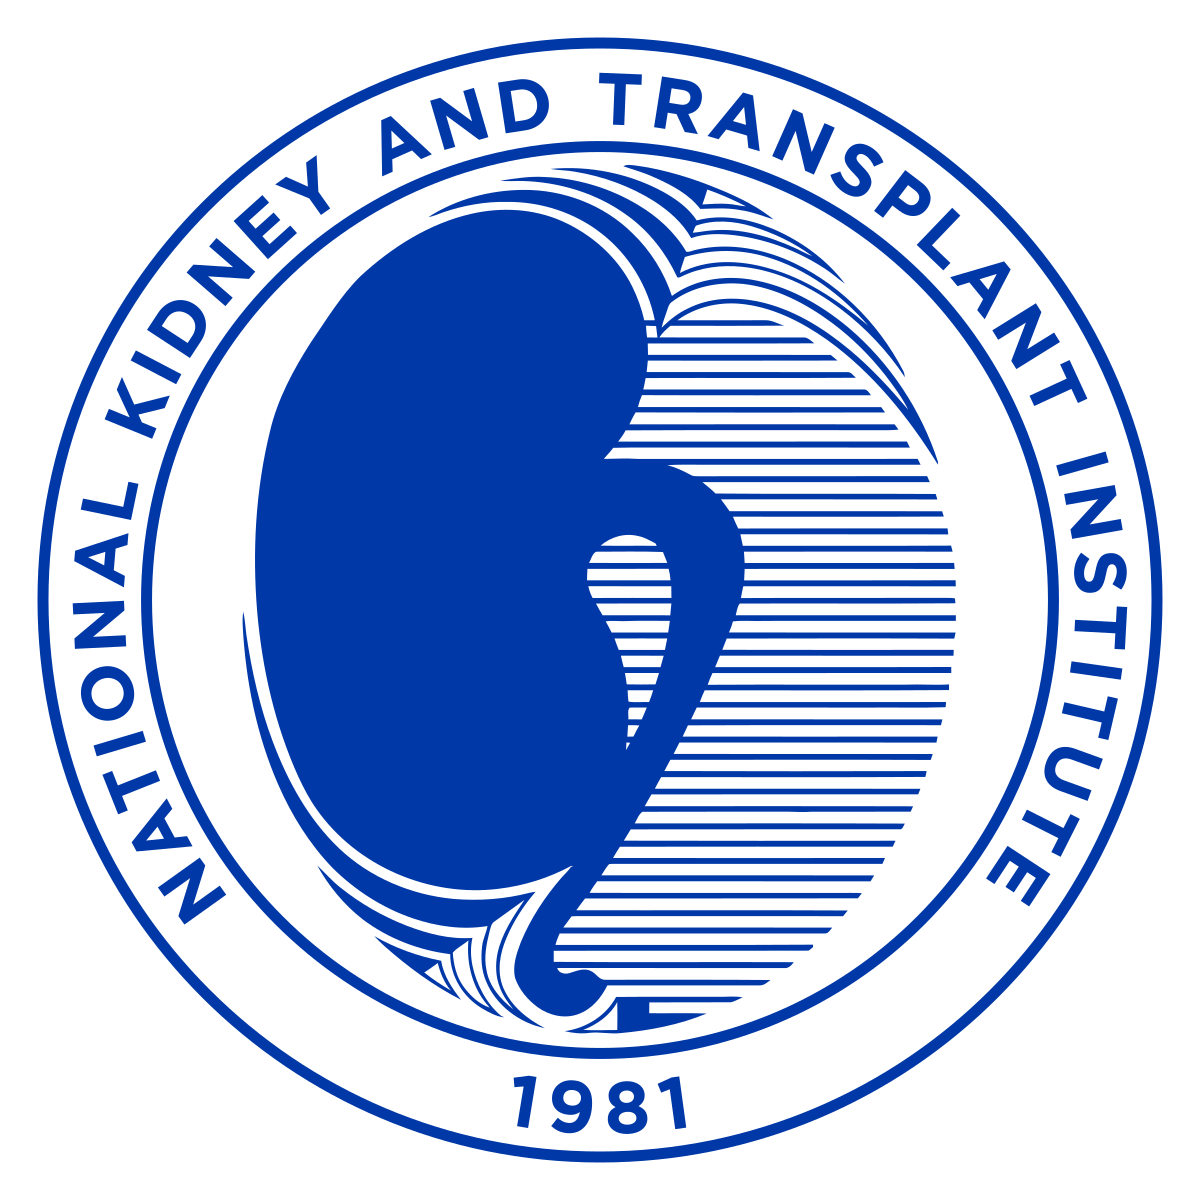 NATIONAL KIDNEY AND TRANSPLANT INSTITUTE
1981